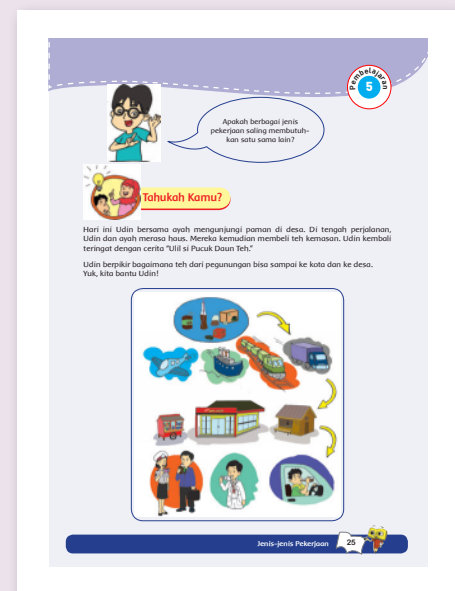 Pembelajaran
5
Apakah berbagai jenis
pekerjaan saling membutuh-
kan satu sama lain?
Tahukah Kamu?
Hari ini Udin bersama ayah mengunjungi paman di desa. Di tengah perjalanan,
Udin dan ayah merasa haus. Mereka kemudian membeli teh kemasan. Udin kembali
teringat dengan cerita “Ulil si Pucuk Daun Teh.”
Udin berpikir bagaimana teh dari pegunungan bisa sampai ke kota dan ke desa.
Yuk, kita bantu Udin!
Jenis-jenis Pekerjaan
25